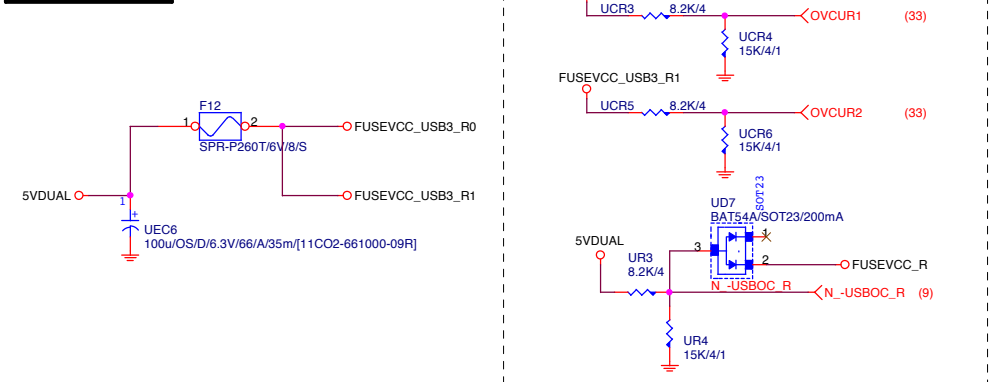 UCR3
8.2K/4
OVCUR1
(33)
UCR4
15K/4/1
FUSEVCC_USB3_R1
UCR5
8.2K/4
OVCUR2
(33)
UCR6
15K/4/1
F12
1
2
FUSEVCC_USB3_R0
SPR-P260T/6V/8/S
5VDUAL
FUSEVCC_USB3_R1
1
+
UEC6
100u/OS/D/6.3V/66/A/35m/[11CO2-661000-09R]
SOT23
UD7
BAT54A/SOT23/200mA
5VDUAL
1
3
2
UR3
8.2K/4
FUSEVCC_R
N_-USBOC_R
N_-USBOC_R
(9)
UR4
15K/4/1